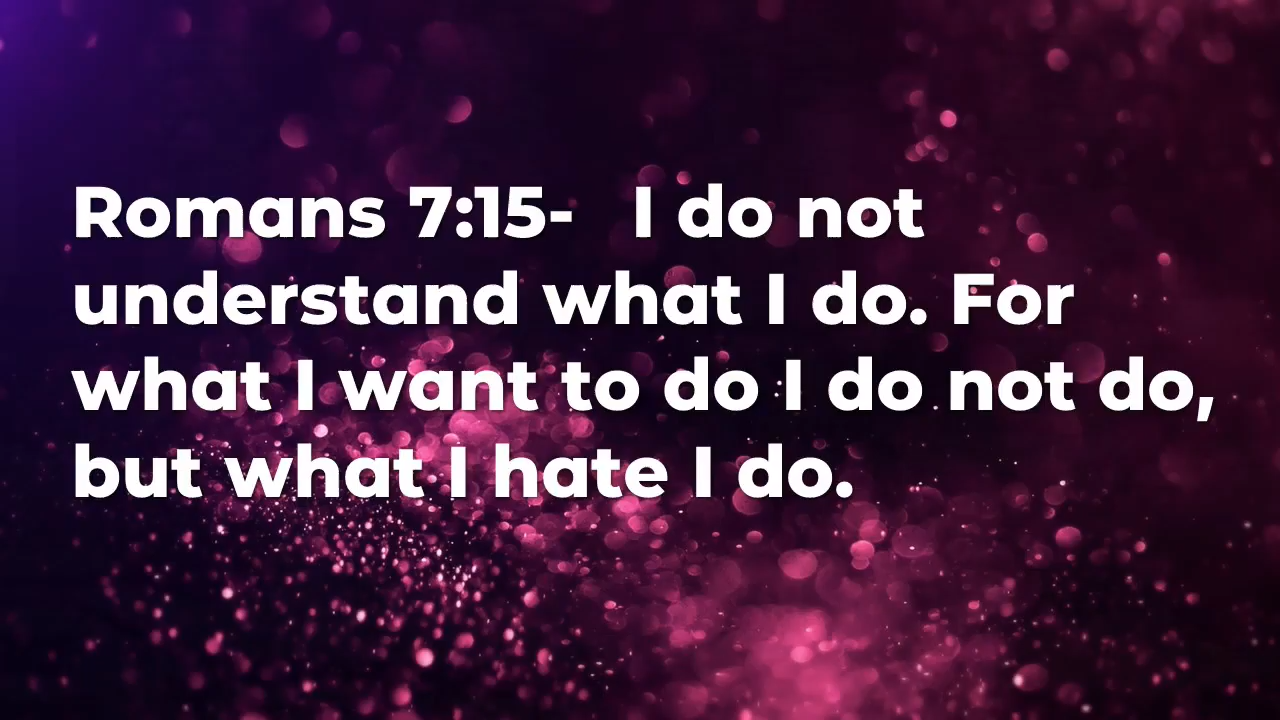 Romans 7:15-   I do not
understand what I do. For
what I want to do I do not do,
but what I hate I do.